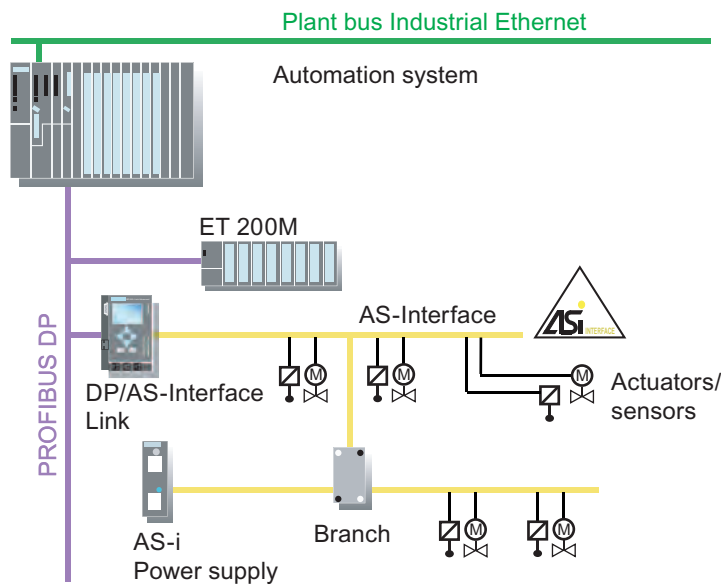 Plant bus Industrial Ethernet
Automation system
ET 200M
PROFIBUS DP
AS-Interface
ASi
INTERFACE
DP/AS-Interface
Link
M
M
M
Actuators/
sensors
AS-i
Power supply
Branch
M
M